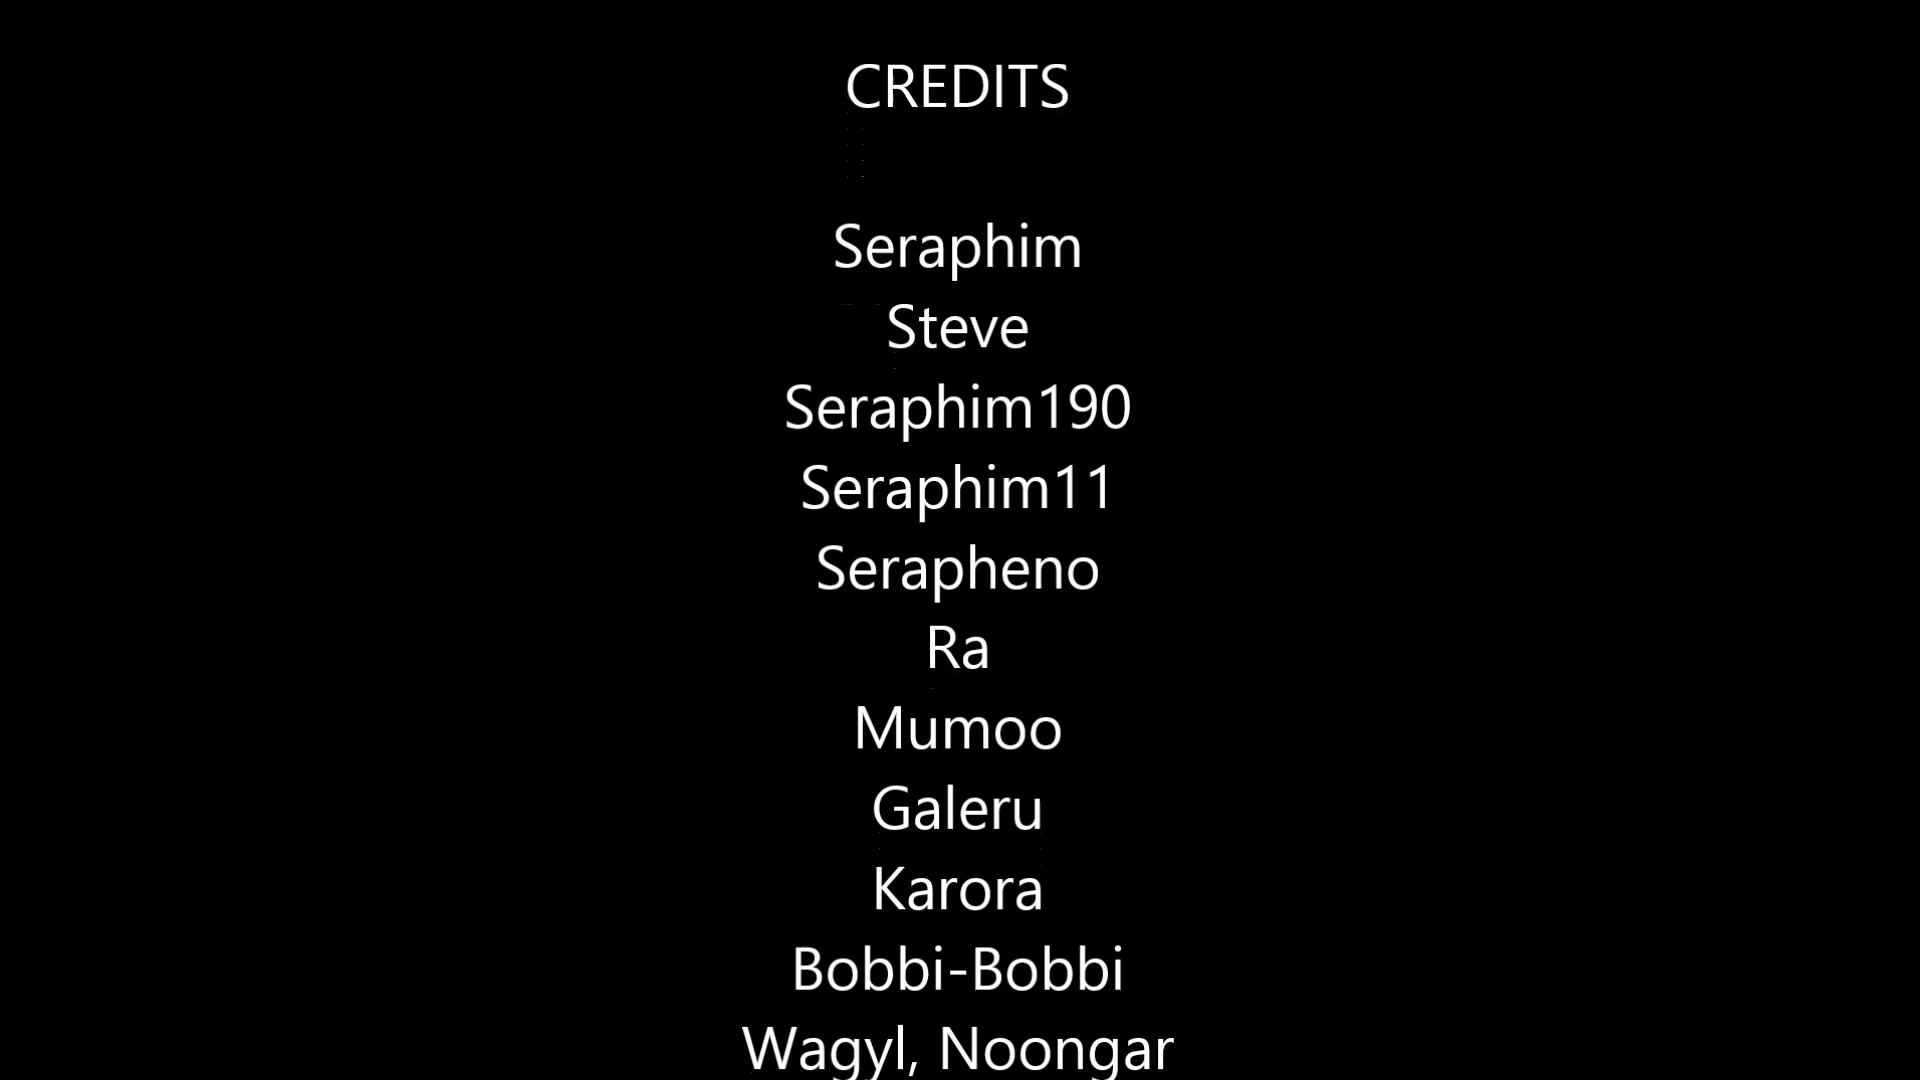 CREDITS
Seraphim
Steve
Seraphim190
Seraphim11
Serapheno
Ra
Mumoo
Galeru
Karora
Bobbi-Bobbi
Wagyl, Noongar